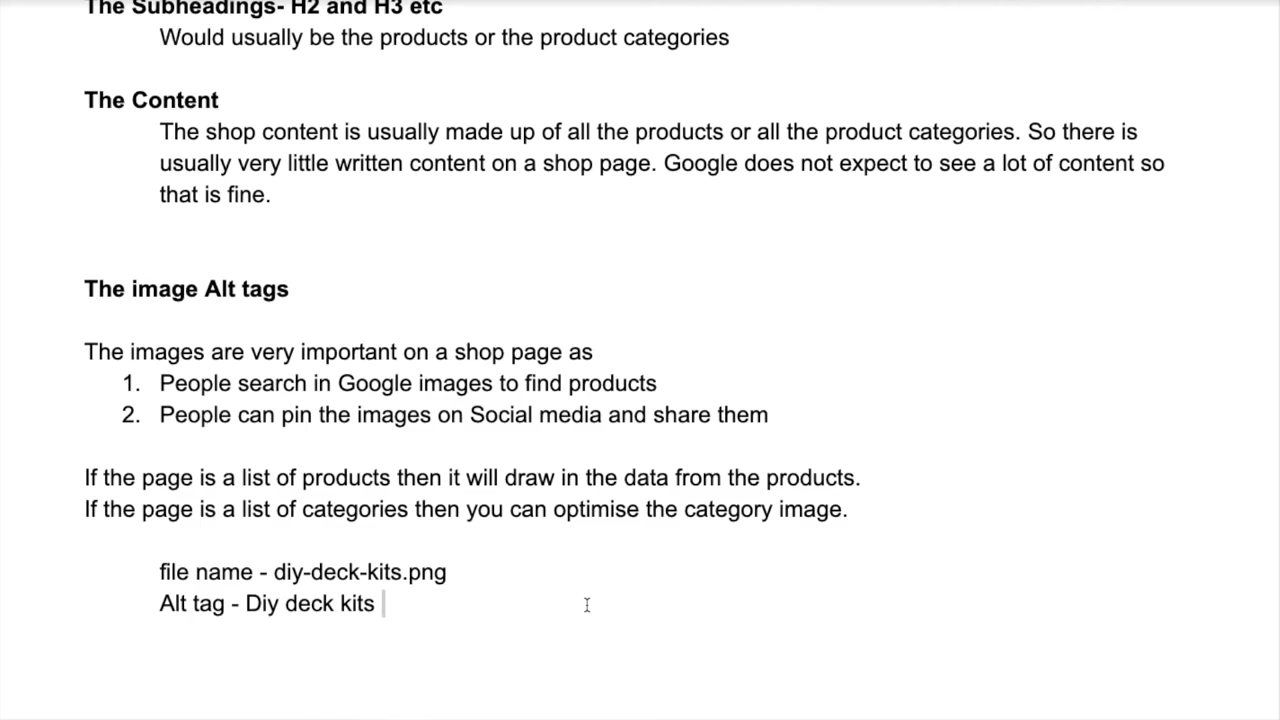 The Subheadings- H2 and H3 etc
Would usually be the products or the product categories
The Content
The shop content is usually made up of all the products or all the product categories. So there is
usually very little written content on a shop page. Google does not expect to see a lot of content so
that is fine.
The image Alt tags
The images are very important on a shop page as
1. People search in Google images to find products
2. People can pin the images on Social media and share them
If the page is a list of products then it will draw in the data from the products.
If the page is a list of categories then you can optimise the category image.
file name - diy-deck-kits.png
Alt tag - Diy deck kits